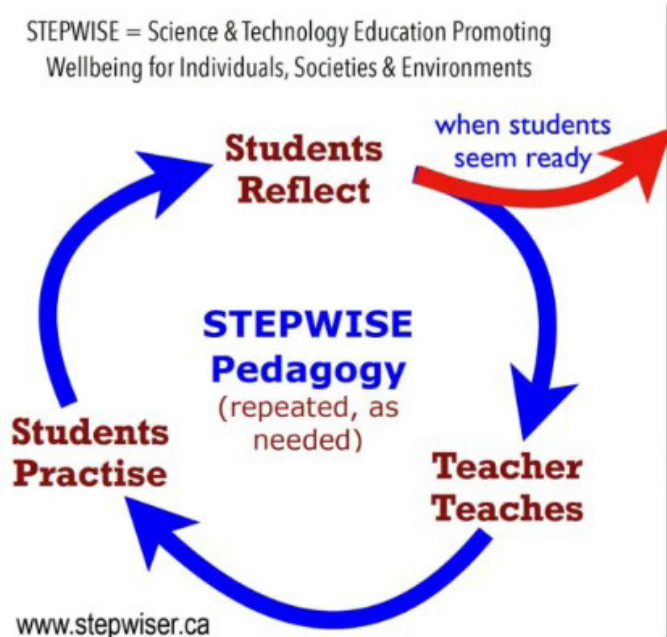 STEPWISE = Science & Technology Education Promoting
Wellbeing for Individuals, Societies & Environments
when students
seem ready
Students
Reflect
STEPWISE
Pedagogy
(repeated, as
needed)
Students
Practise
Teacher
Teaches
www.stepwiser.ca